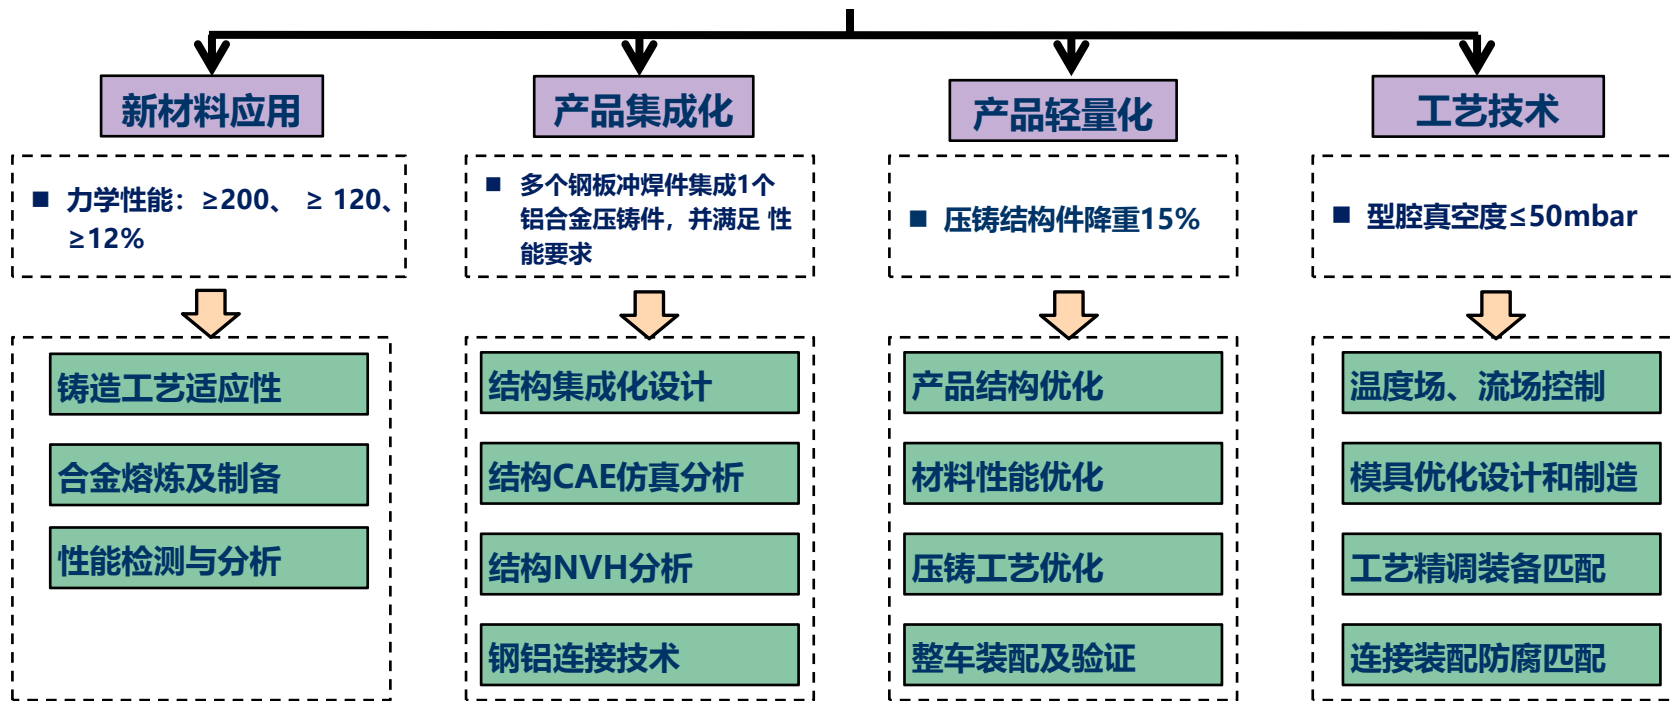 新材料应用
产品集成化
产品轻量化
工艺技术
■ 力学性能：≥200、 ≥ 120、
≥12%
■ 多个钢板冲焊件集成1个
铝合金压铸件，并满足 性
能要求
■ 压铸结构件降重15%
■ 型腔真空度≤50mbar
铸造工艺适应性
合金熔炼及制备
性能检测与分析
结构集成化设计
结构CAE仿真分析
结构NVH分析
钢铝连接技术
产品结构优化
材料性能优化
压铸工艺优化
整车装配及验证
温度场、流场控制
模具优化设计和制造
工艺精调装备匹配
连接装配防腐匹配